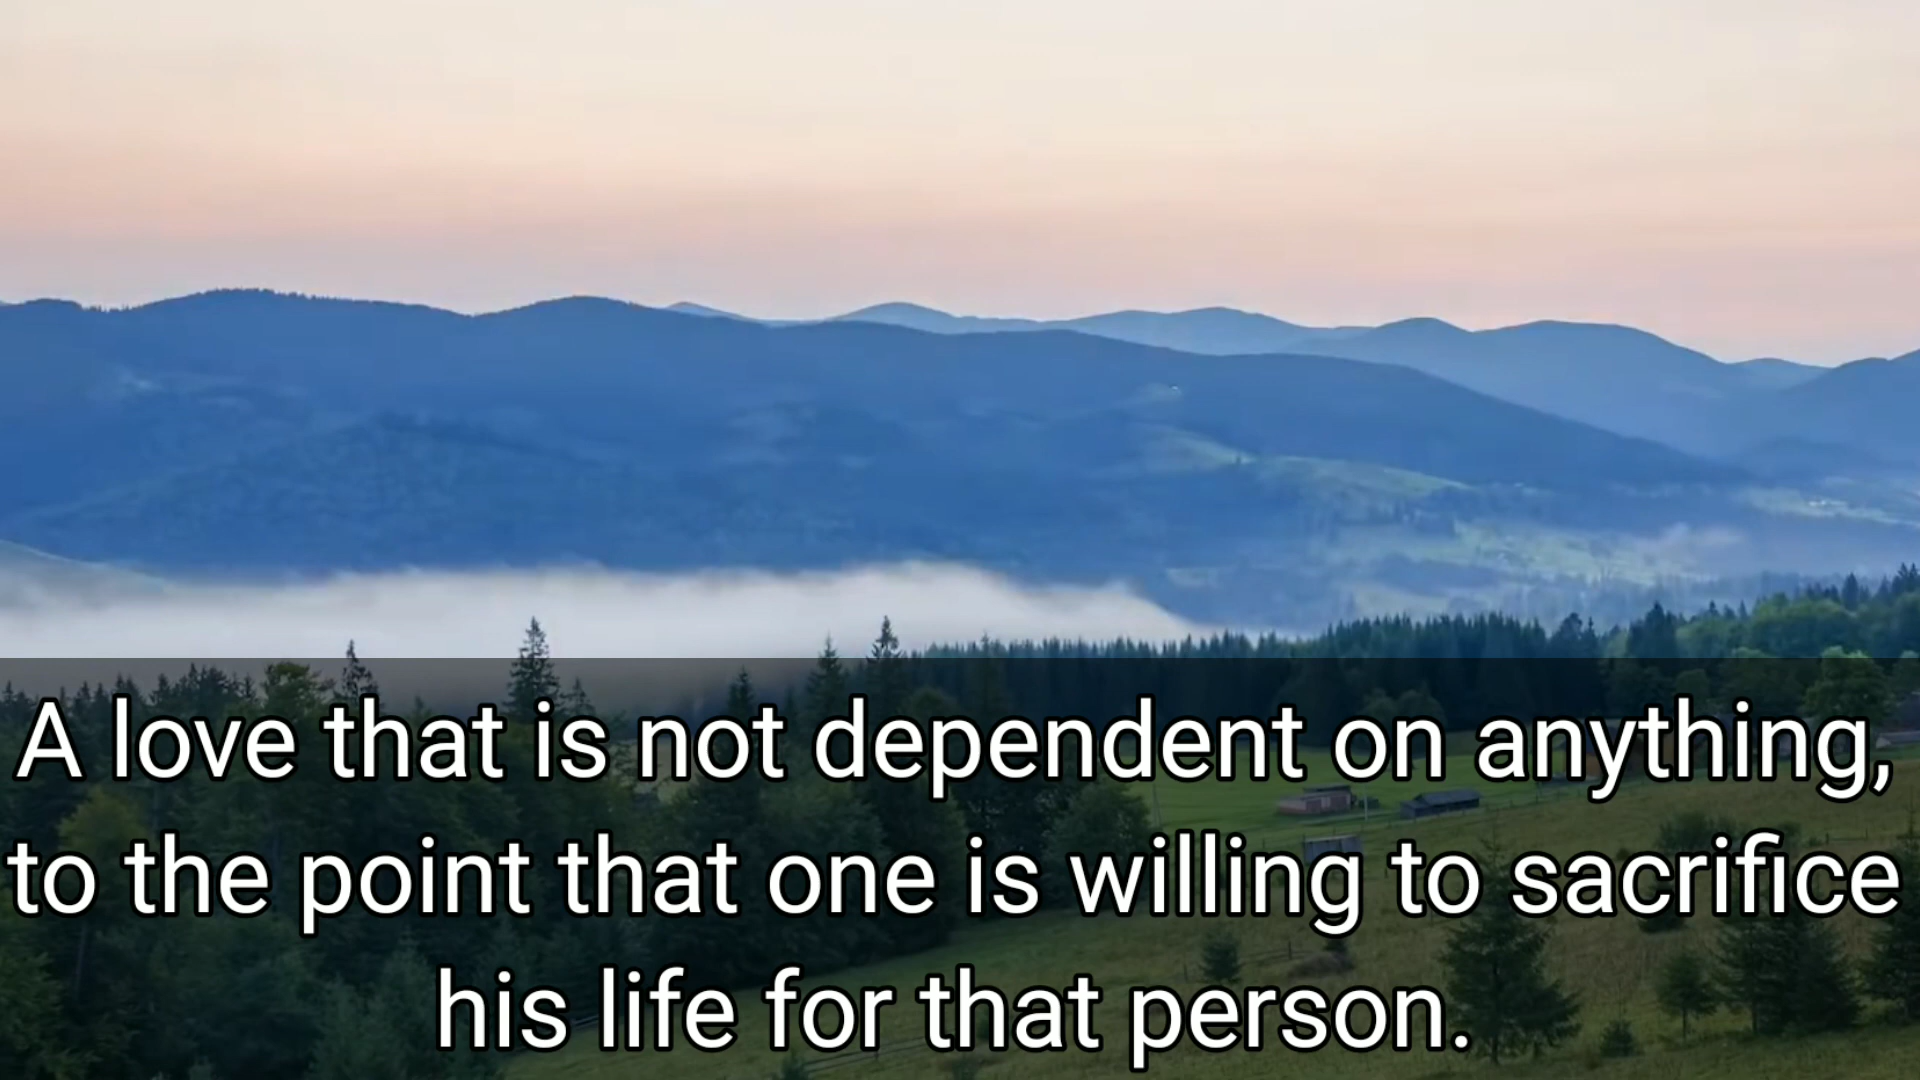 A love that is not dependent on anything,
to the point that one is willing to sacrifice
his life for that person.